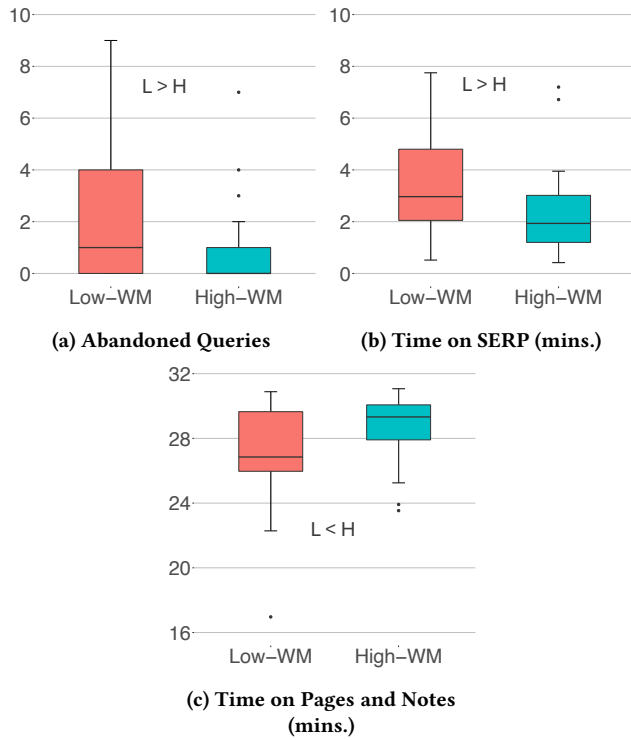 10
8
6
4
2
0
L > H
Low−WM High−WM
(a) Abandoned Queries
10
8
6
4
2
0
L > H
Low−WM High−WM
(b) Time on SERP (mins.)
32
28
24
20
16
L < H
Low−WM High−WM
(c) Time on Pages and Notes
(mins.)